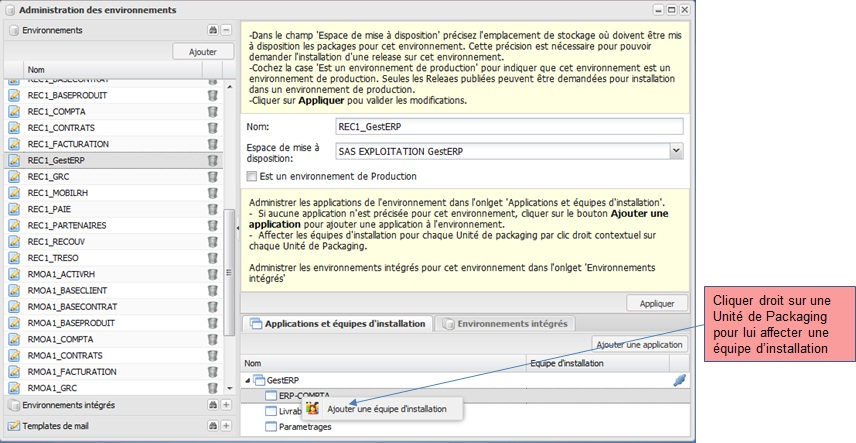 Administration des environnements
Environnements
Ajouter
Nom
REC1_BASECONTRAT
REC1_BASEPRODUIT
REC1_COMPTA
REC1_CONTRATS
REC1_FACTURATION
REC1_GestERP
REC1_GRC
REC1_MOBILRH
REC1_PAIE
REC1_PARTENAIRES
REC1_RECOUV
REC1_TRESO
RMOA1_ACTIVRH
RMOA1_BASECLIENT
RMOA1_BASECONTRAT
RMOA1_BASEPRODUIT
RMOA1_COMPTA
RMOA1_CONTRATS
RMOA1_FACTURATION
RMOA1_GRC
Environnements intégrés
Templates de mail
-Dans le champ 'Espace de mise à disposition' précisez l'emplacement de stockage où doivent être mis
à disposition les packages pour cet environnement. Cette précision est nécessaire pour pouvoir
demander l'installation d'une release sur cet environnement.
-Cochez la case 'Est un environnement de production' pour indiquer que cet environnement est un
environnement de production. Seules les Releaes publiées peuvent être demandées pour installation
dans un environnement de production.
-Cliquer sur Appliquer pou valider les modifications.
Nom: REC1_GestERP
Espace de mise à
disposition: SAS EXPLOITATION GestERP
Est un environnement de Production
Administrer les applications de l'environnement dans l'onlget 'Applications et équipes d'installation'.
- Si aucune application n'est précisée pour cet environnement, cliquer sur le bouton Ajouter une
application pour ajouter une application à l'environnement.
- Affecter les équipes d'installation pour chaque Unité de packaging par clic droit contextuel sur
chaque Unité de Packaging.
Administrer les environnements intégrés pour cet environnement dans l'onlget 'Environnements
intégrés'
Appliquer
Applications et équipes d'installation
Environnements intégrés
Ajouter une application
Nom
Equipe d'installation
GestERP
ERP-COMPTA
Ajouter une équipe d'installation
Livrab
Parametrages
Cliquer droit sur une
Unité de Packaging
pour lui affecter une
équipe d'installation